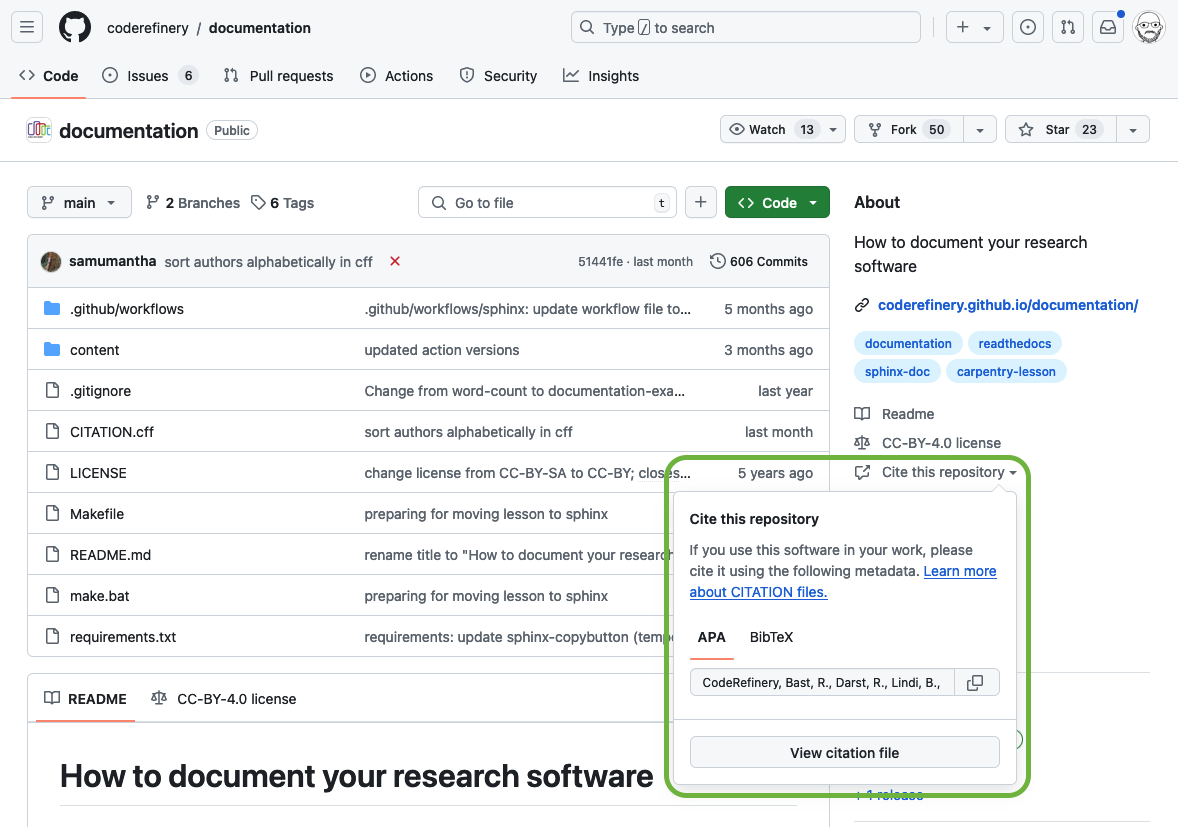 coderefinery / documentation
Type / to search
Code
Issues 6
Pull requests
Actions
Security
Insights
documentation Public
Watch 13
Fork 50
Star 23
main
2 Branches
6 Tags
Go to file t
Code
samumantha sort authors alphabetically in cff 51441fe · last month 606 Commits
.github/workflows .github/workflows/sphinx: update workflow file to... 5 months ago
content updated action versions 3 months ago
.gitignore Change from word-count to documentation-exa... last year
CITATION.cff sort authors alphabetically in cff last month
LICENSE change license from CC-BY-SA to CC-BY; closes... 5 years ago
Makefile preparing for moving lesson to sphinx
README.md rename title to "How to document your research
make.bat preparing for moving lesson to sphinx
requirements.txt requirements: update sphinx-copybutton (temp
README
CC-BY-4.0 license
How to document your research software
About
How to document your research
software
coderefinery.github.io/documentation/
documentation readthedocs
sphinx-doc carpentry-lesson
Readme
CC-BY-4.0 license
Cite this repository
Cite this repository
If you use this software in your work, please
cite it using the following metadata. Learn more
about CITATION files.
APA BibTeX
CodeRefinery, Bast, R., Darst, R., Lindi, B.,
View citation file
+ 1 release